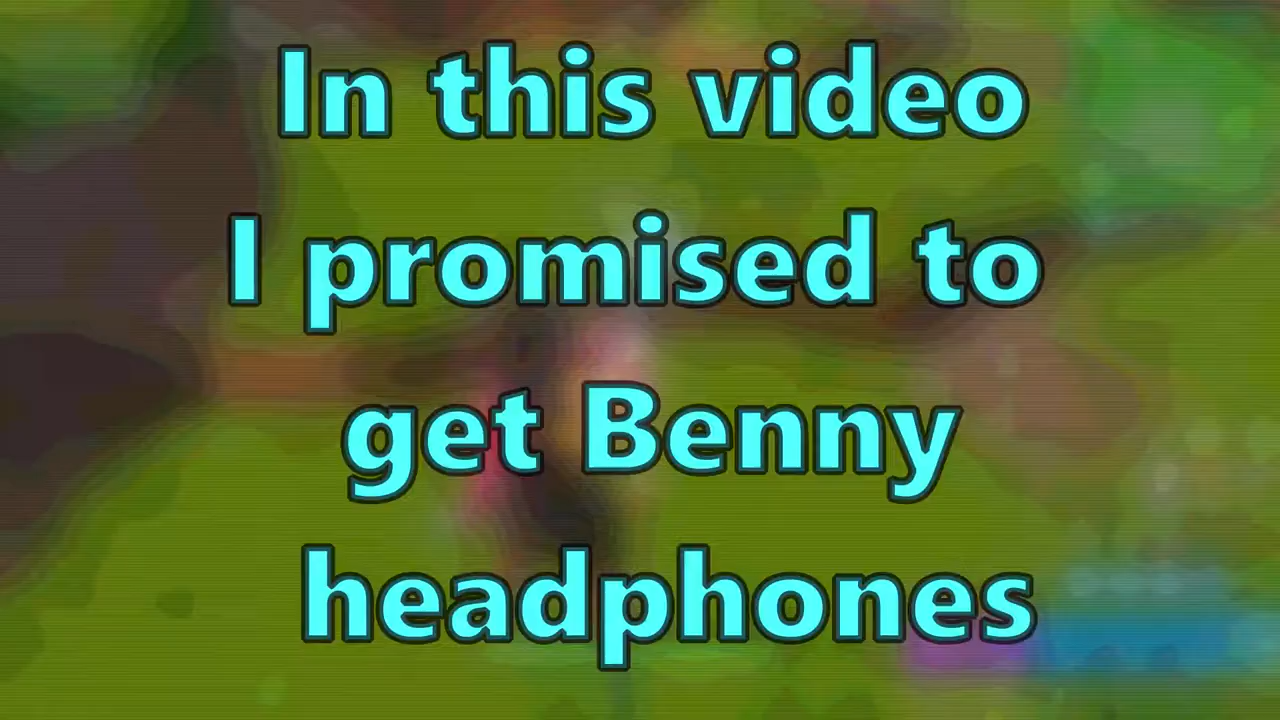 In this video
I promised to
get Benny
headphones